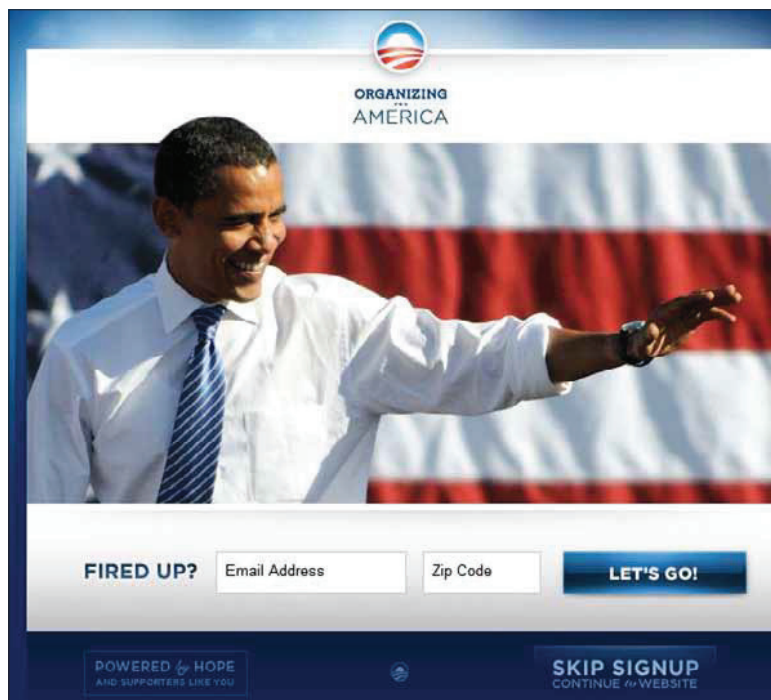 ORGANIZING
FOR
AMERICA
FIRED UP? Email Address Zip Code LET'S GO!
POWERED by HOPE
AND SUPPORTERS LIKE YOU
SKIP SIGNUP
CONTINUE to WEBSITE